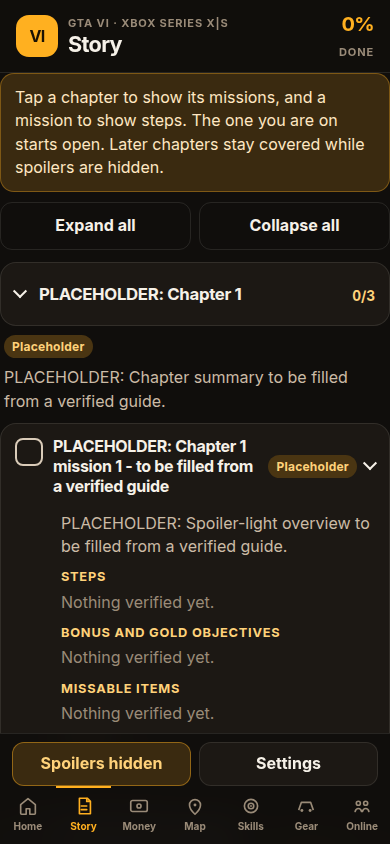 VI
GTA VI · XBOX SERIES X|S
Story
0%
DONE
Tap a chapter to show its missions, and a
mission to show steps. The one you are on
starts open. Later chapters stay covered while
spoilers are hidden.
Expand all
Collapse all
PLACEHOLDER: Chapter 1
0/3
Placeholder
PLACEHOLDER: Chapter summary to be filled
from a verified guide.
PLACEHOLDER: Chapter 1
mission 1 - to be filled from
a verified guide
Placeholder
PLACEHOLDER: Spoiler-light overview to
be filled from a verified guide.
STEPS
Nothing verified yet.
BONUS AND GOLD OBJECTIVES
Nothing verified yet.
MISSABLE ITEMS
Nothing verified yet.
Spoilers hidden
Settings
Home
Story
Money
Map
Skills
Gear
Online